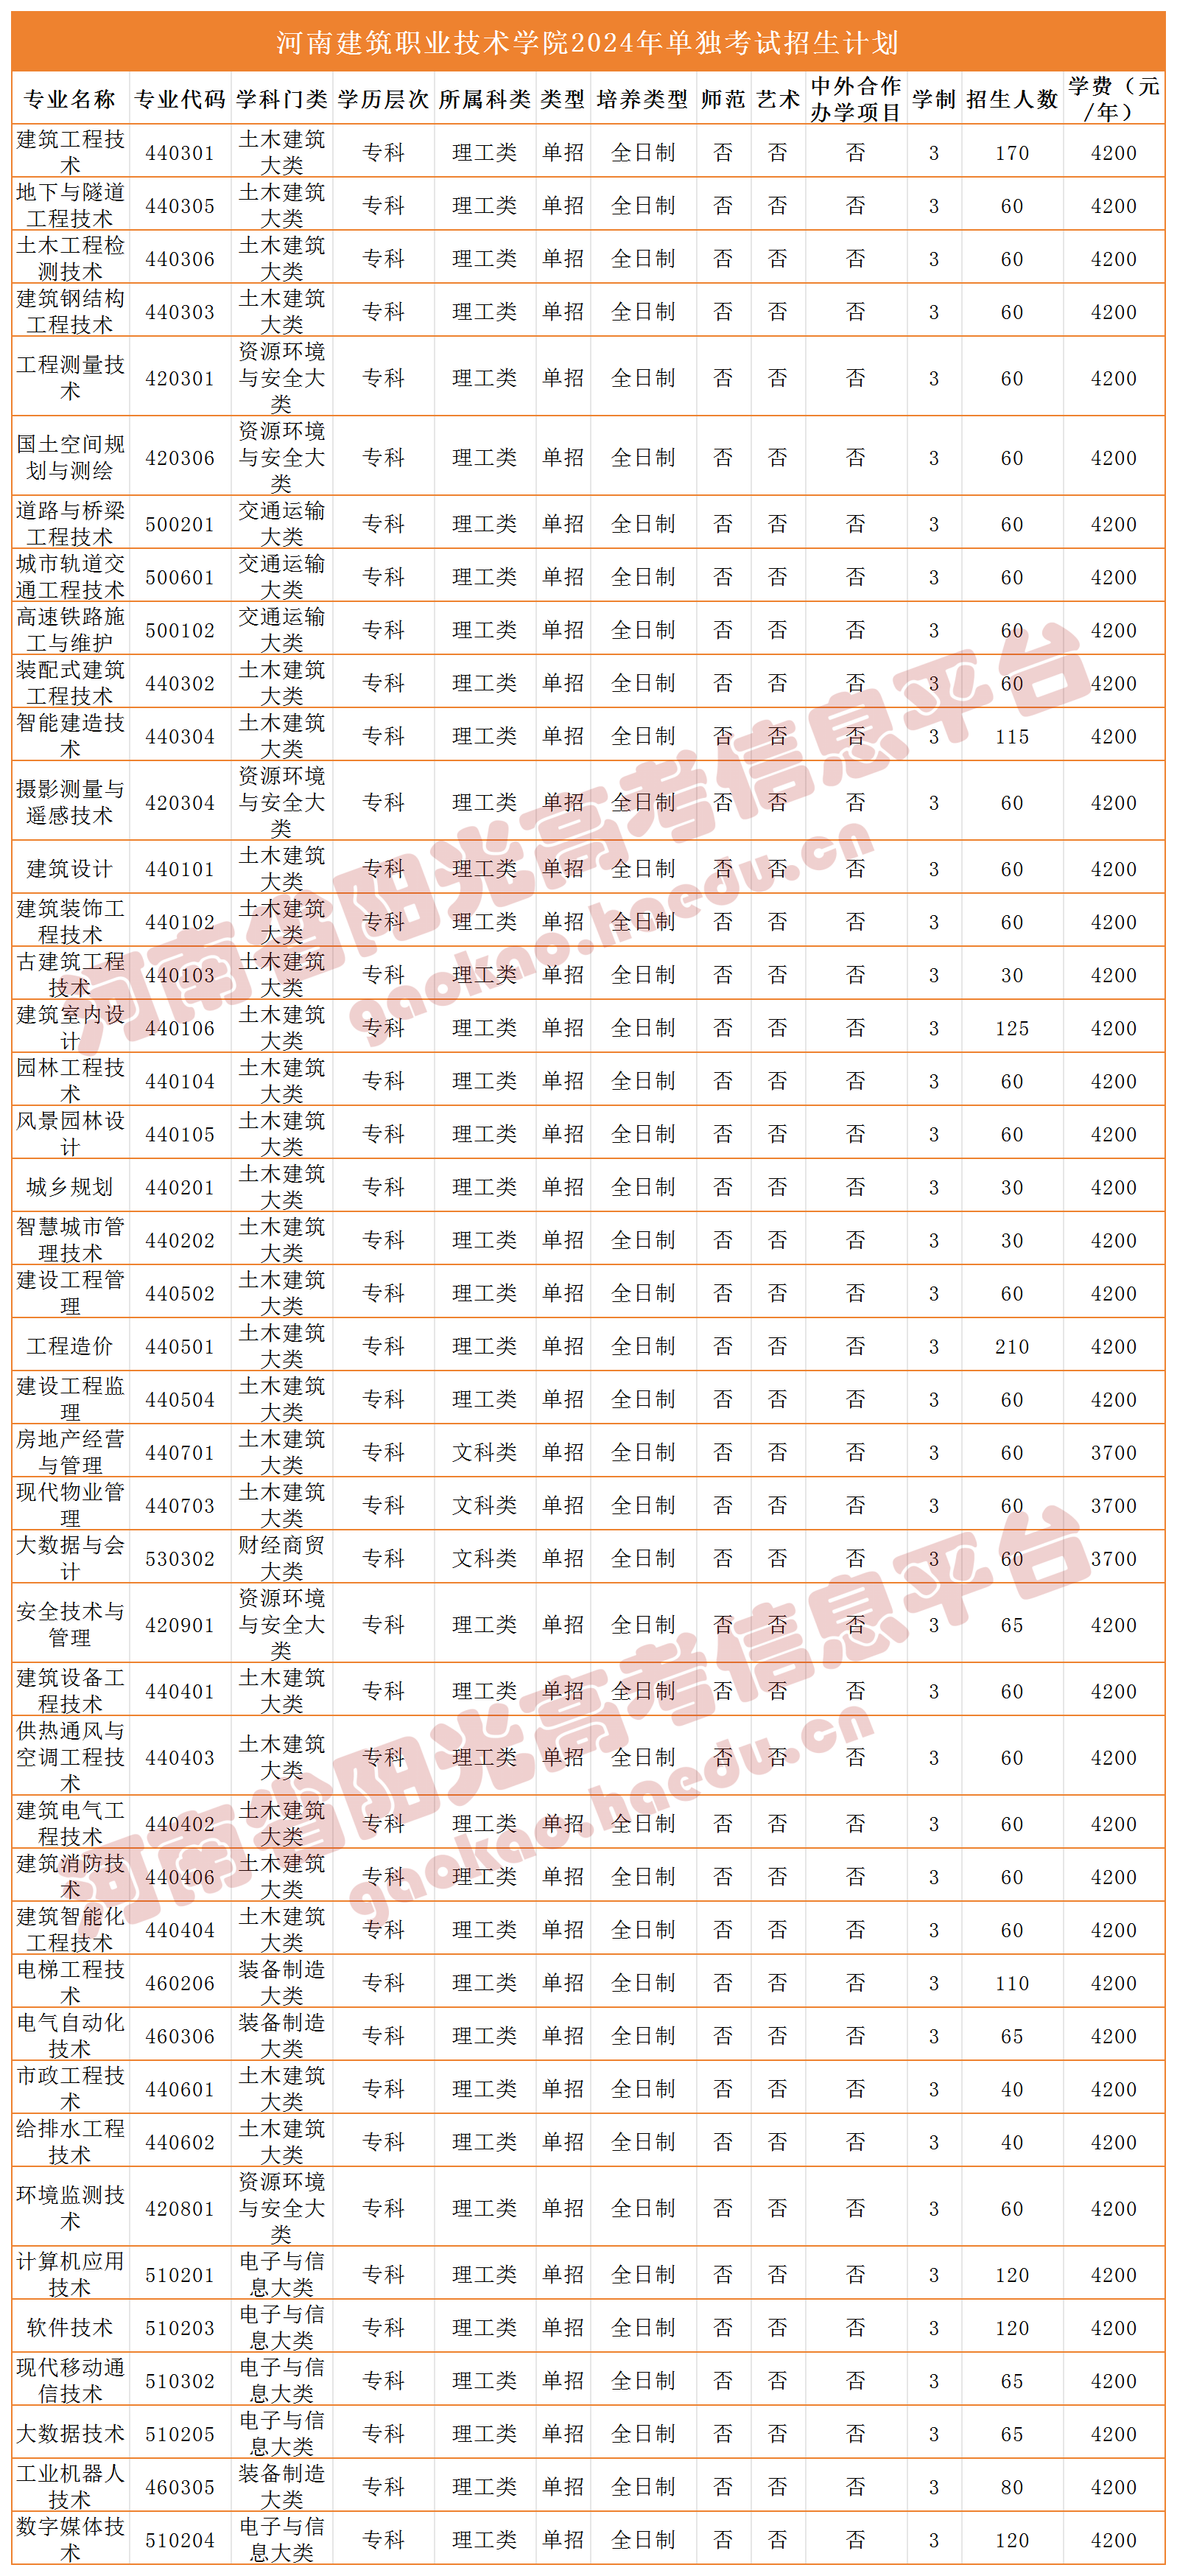 河南建筑职业技术学院2024年单独考试招生计划
专业名称 专业代码 学科门类 学历层次 所属科类 类型 培养类型 师范 艺术 中外合作办学项目 学制 招生人数 学费（元/年）
建筑工程技术 440301 土木建筑大类 专科 理工类 单招 全日制 否 否 否 3 170 4200
地下与隧道工程技术 440305 土木建筑大类 专科 理工类 单招 全日制 否 否 否 3 60 4200
土木工程检测技术 440306 土木建筑大类 专科 理工类 单招 全日制 否 否 否 3 60 4200
建筑钢结构工程技术 440303 土木建筑大类 专科 理工类 单招 全日制 否 否 否 3 60 4200
工程测量技术 420301 资源环境与安全大类 专科 理工类 单招 全日制 否 否 否 3 60 4200
国土空间规划与测绘 420306 资源环境与安全大类 专科 理工类 单招 全日制 否 否 否 3 60 4200
道路与桥梁工程技术 500201 交通运输大类 专科 理工类 单招 全日制 否 否 否 3 60 4200
城市轨道交通工程技术 500601 交通运输大类 专科 理工类 单招 全日制 否 否 否 3 60 4200
高速铁路施工与维护 500102 交通运输大类 专科 理工类 单招 全日制 否 否 否 3 60 4200
装配式建筑工程技术 440302 土木建筑大类 专科 理工类 单招 全日制 否 否 否 3 60 4200
智能建造技术 440304 土木建筑大类 专科 理工类 单招 全日制 否 否 否 3 115 4200
摄影测量与遥感技术 420304 资源环境与安全大类 专科 理工类 单招 全日制 否 否 否 3 60 4200
建筑设计 440101 土木建筑大类 专科 理工类 单招 全日制 否 否 否 3 60 4200
建筑装饰工程技术 440102 土木建筑大类 专科 理工类 单招 全日制 否 否 否 3 60 4200
古建筑工程技术 440103 土木建筑大类 专科 理工类 单招 全日制 否 否 否 3 30 4200
建筑室内设计 440106 土木建筑大类 专科 理工类 单招 全日制 否 否 否 3 125 4200
园林工程技术 440104 土木建筑大类 专科 理工类 单招 全日制 否 否 否 3 60 4200
风景园林设计 440105 土木建筑大类 专科 理工类 单招 全日制 否 否 否 3 60 4200
城乡规划 440201 土木建筑大类 专科 理工类 单招 全日制 否 否 否 3 30 4200
智慧城市管理技术 440202 土木建筑大类 专科 理工类 单招 全日制 否 否 否 3 30 4200
建设工程管理 440502 土木建筑大类 专科 理工类 单招 全日制 否 否 否 3 60 4200
工程造价 440501 土木建筑大类 专科 理工类 单招 全日制 否 否 否 3 210 4200
建设工程监理 440504 土木建筑大类 专科 理工类 单招 全日制 否 否 否 3 60 4200
房地产经营与管理 440701 土木建筑大类 专科 文科类 单招 全日制 否 否 否 3 60 3700
现代物业管理 440703 土木建筑大类 专科 文科类 单招 全日制 否 否 否 3 60 3700
大数据与会计 530302 财经商贸大类 专科 文科类 单招 全日制 否 否 否 3 60 3700
安全技术与管理 420901 资源环境与安全大类 专科 理工类 单招 全日制 否 否 否 3 65 4200
建筑设备工程技术 440401 土木建筑大类 专科 理工类 单招 全日制 否 否 否 3 60 4200
供热通风与空调工程技术 440403 土木建筑大类 专科 理工类 单招 全日制 否 否 否 3 60 4200
建筑电气工程技术 440402 土木建筑大类 专科 理工类 单招 全日制 否 否 否 3 60 4200
建筑消防技术 440406 土木建筑大类 专科 理工类 单招 全日制 否 否 否 3 60 4200
建筑智能化工程技术 440404 土木建筑大类 专科 理工类 单招 全日制 否 否 否 3 60 4200
电梯工程技术 460206 装备制造大类 专科 理工类 单招 全日制 否 否 否 3 110 4200
电气自动化技术 460306 装备制造大类 专科 理工类 单招 全日制 否 否 否 3 65 4200
市政工程技术 440601 土木建筑大类 专科 理工类 单招 全日制 否 否 否 3 40 4200
给排水工程技术 440602 土木建筑大类 专科 理工类 单招 全日制 否 否 否 3 40 4200
环境监测技术 420801 资源环境与安全大类 专科 理工类 单招 全日制 否 否 否 3 60 4200
计算机应用技术 510201 电子与信息大类 专科 理工类 单招 全日制 否 否 否 3 120 4200
软件技术 510203 电子与信息大类 专科 理工类 单招 全日制 否 否 否 3 120 4200
现代移动通信技术 510302 电子与信息大类 专科 理工类 单招 全日制 否 否 否 3 65 4200
大数据技术 510205 电子与信息大类 专科 理工类 单招 全日制 否 否 否 3 65 4200
工业机器人技术 460305 装备制造大类 专科 理工类 单招 全日制 否 否 否 3 80 4200
数字媒体技术 510204 电子与信息大类 专科 理工类 单招 全日制 否 否 否 3 120 4200
河南省阳光高考信息平台
gaokao.haedu.cn
河南省阳光高考信息平台
gaokao.haedu.cn